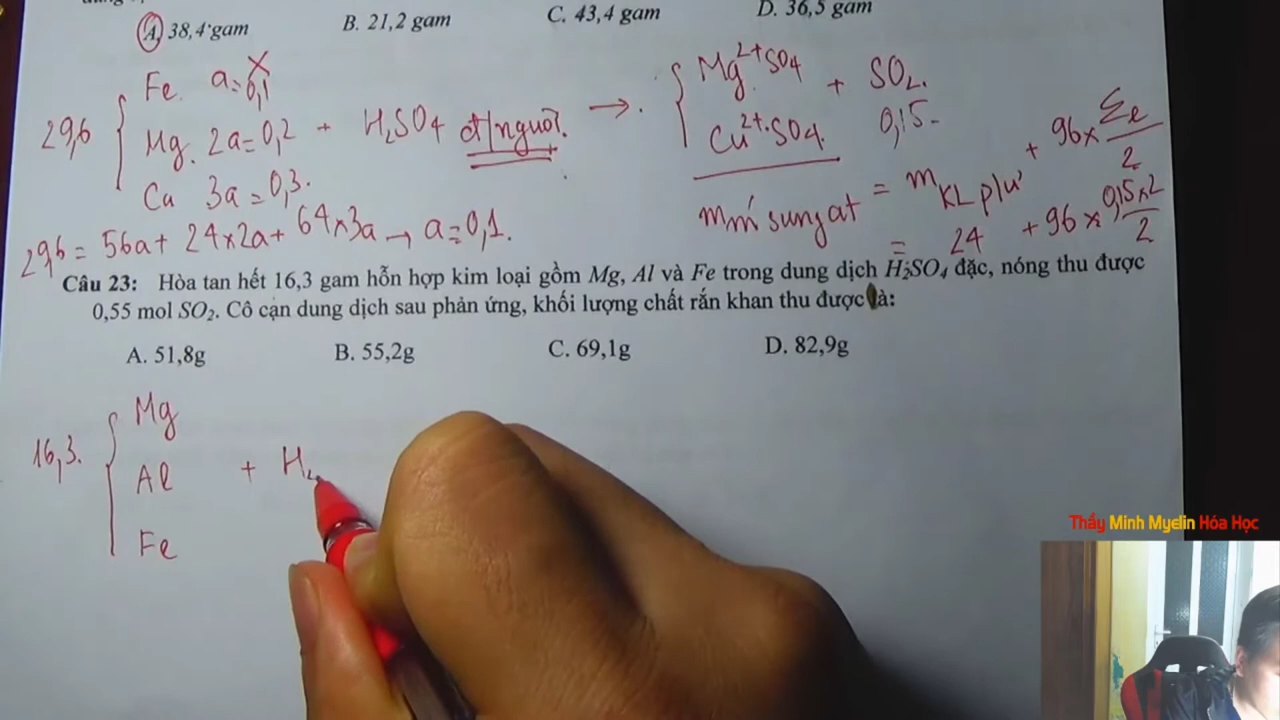 A. 38,4 gam B. 21,2 gam C. 43,4 gam D. 36,5 gam
29,6 { Fe a = 0,1 X
Mg. 2a = 0,2 + H2SO4 đ/nguội. → { Mg2+ SO4 + SO2.
Cu 3a = 0,3. Cu2+. SO4. 0,15
29,6 = 56a + 24x2a + 64x3a → a = 0,1.
m muối sunfat = m KL p/ứ + 96 x Σe/2
= 24 + 96 x 0,15x2/2
Câu 23: Hòa tan hết 16,3 gam hỗn hợp kim loại gồm Mg, Al và Fe trong dung dịch H2SO4 đặc, nóng thu được
0,55 mol SO2. Cô cạn dung dịch sau phản ứng, khối lượng chất rắn khan thu được là:
A. 51,8g B. 55,2g C. 69,1g D. 82,9g
16,3. { Mg
Al + H2
Fe
Thầy Minh Myelin Hóa Học